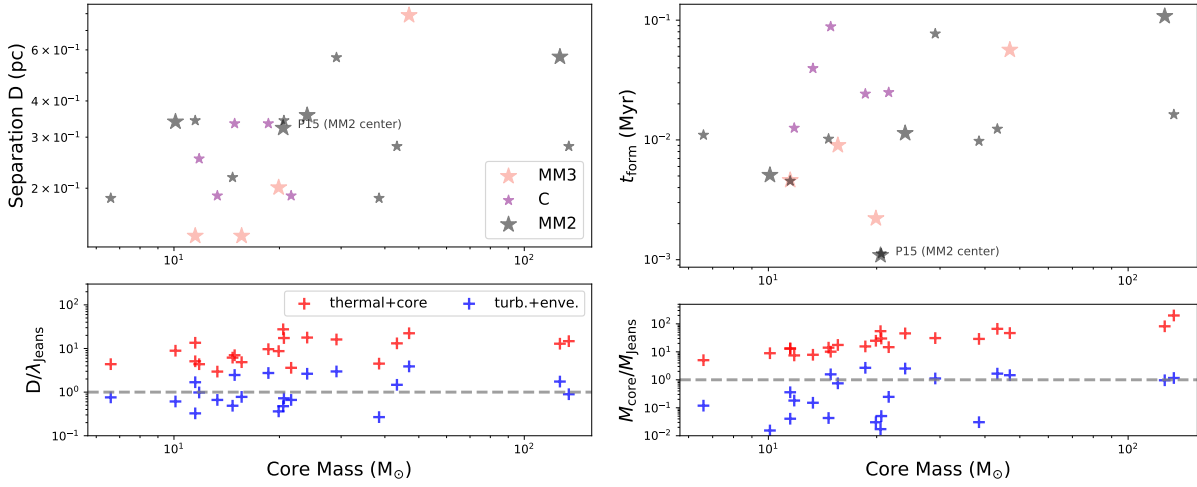 Separation D (pc)
6 × 10⁻¹
4 × 10⁻¹
3 × 10⁻¹
2 × 10⁻¹
P15 (MM2 center)
MM3
C
MM2
10¹
10²
D/λ_Jeans
10²
10¹
10⁰
10⁻¹
thermal+core
turb.+enve.
10¹
10²
Core Mass (M_⊙)
t_form (Myr)
10⁻¹
10⁻²
10⁻³
P15 (MM2 center)
10¹
10²
M_core/M_Jeans
10²
10¹
10⁰
10⁻¹
10⁻²
10¹
10²
Core Mass (M_⊙)